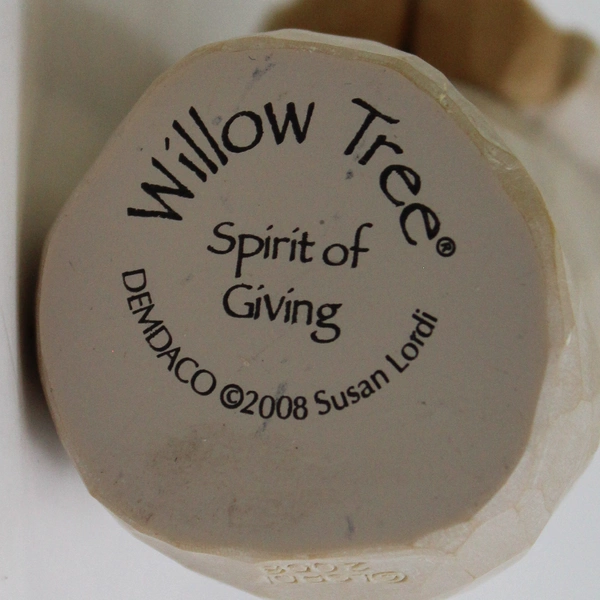 Willow Tree®
Spirit of
Giving
DEMDACO ©2008 Susan Lordi